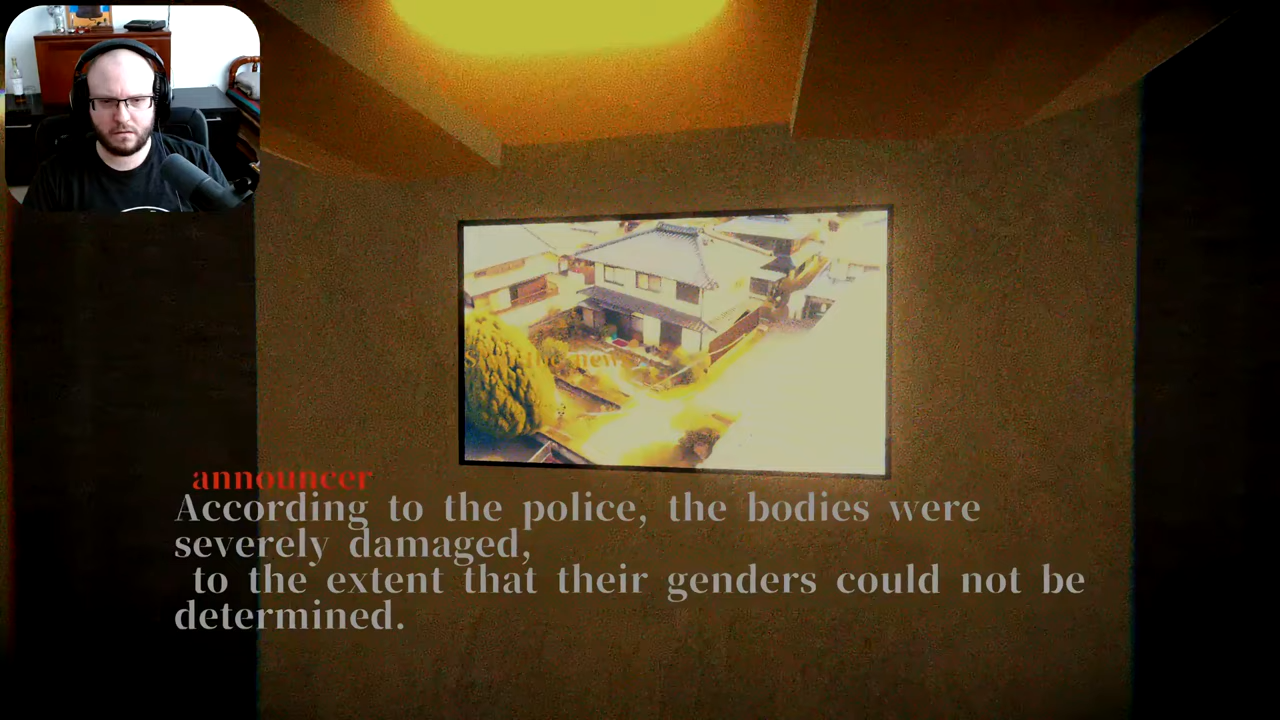 announcer
According to the police, the bodies were
severely damaged,
to the extent that their genders could not be
determined.